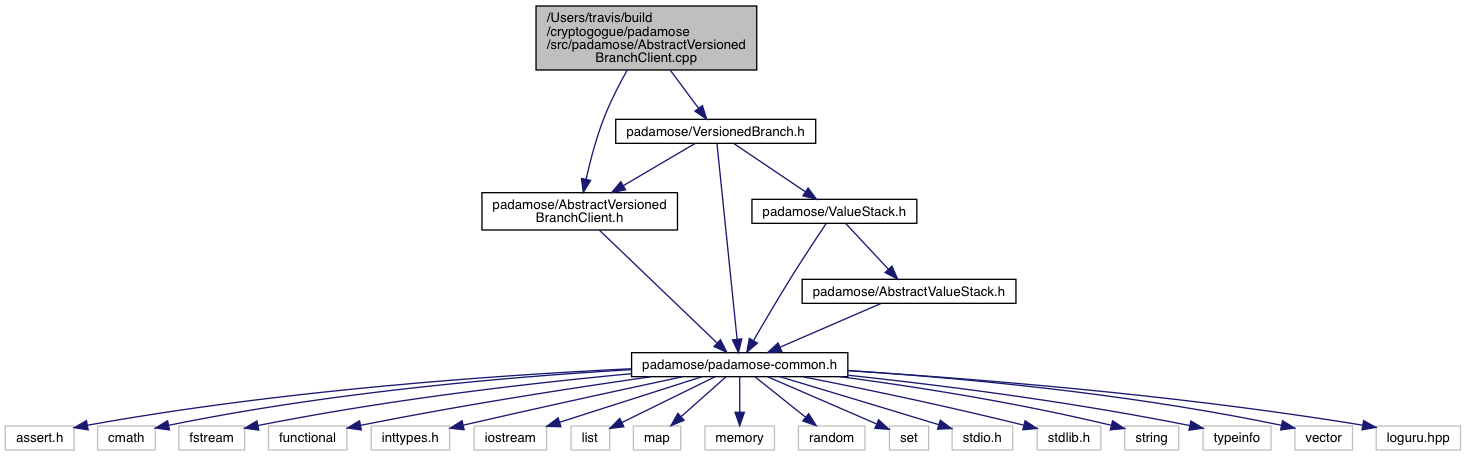 /Users/travis/build
/cryptogogue/padamose
/src/padamose/AbstractVersioned
BranchClient.cpp
padamose/VersionedBranch.h
padamose/AbstractVersioned
BranchClient.h
padamose/ValueStack.h
padamose/AbstractValueStack.h
padamose/padamose-common.h
assert.h
cmath
fstream
functional
inttypes.h
iostream
list
map
memory
random
set
stdio.h
stdlib.h
string
typeinfo
vector
loguru.hpp